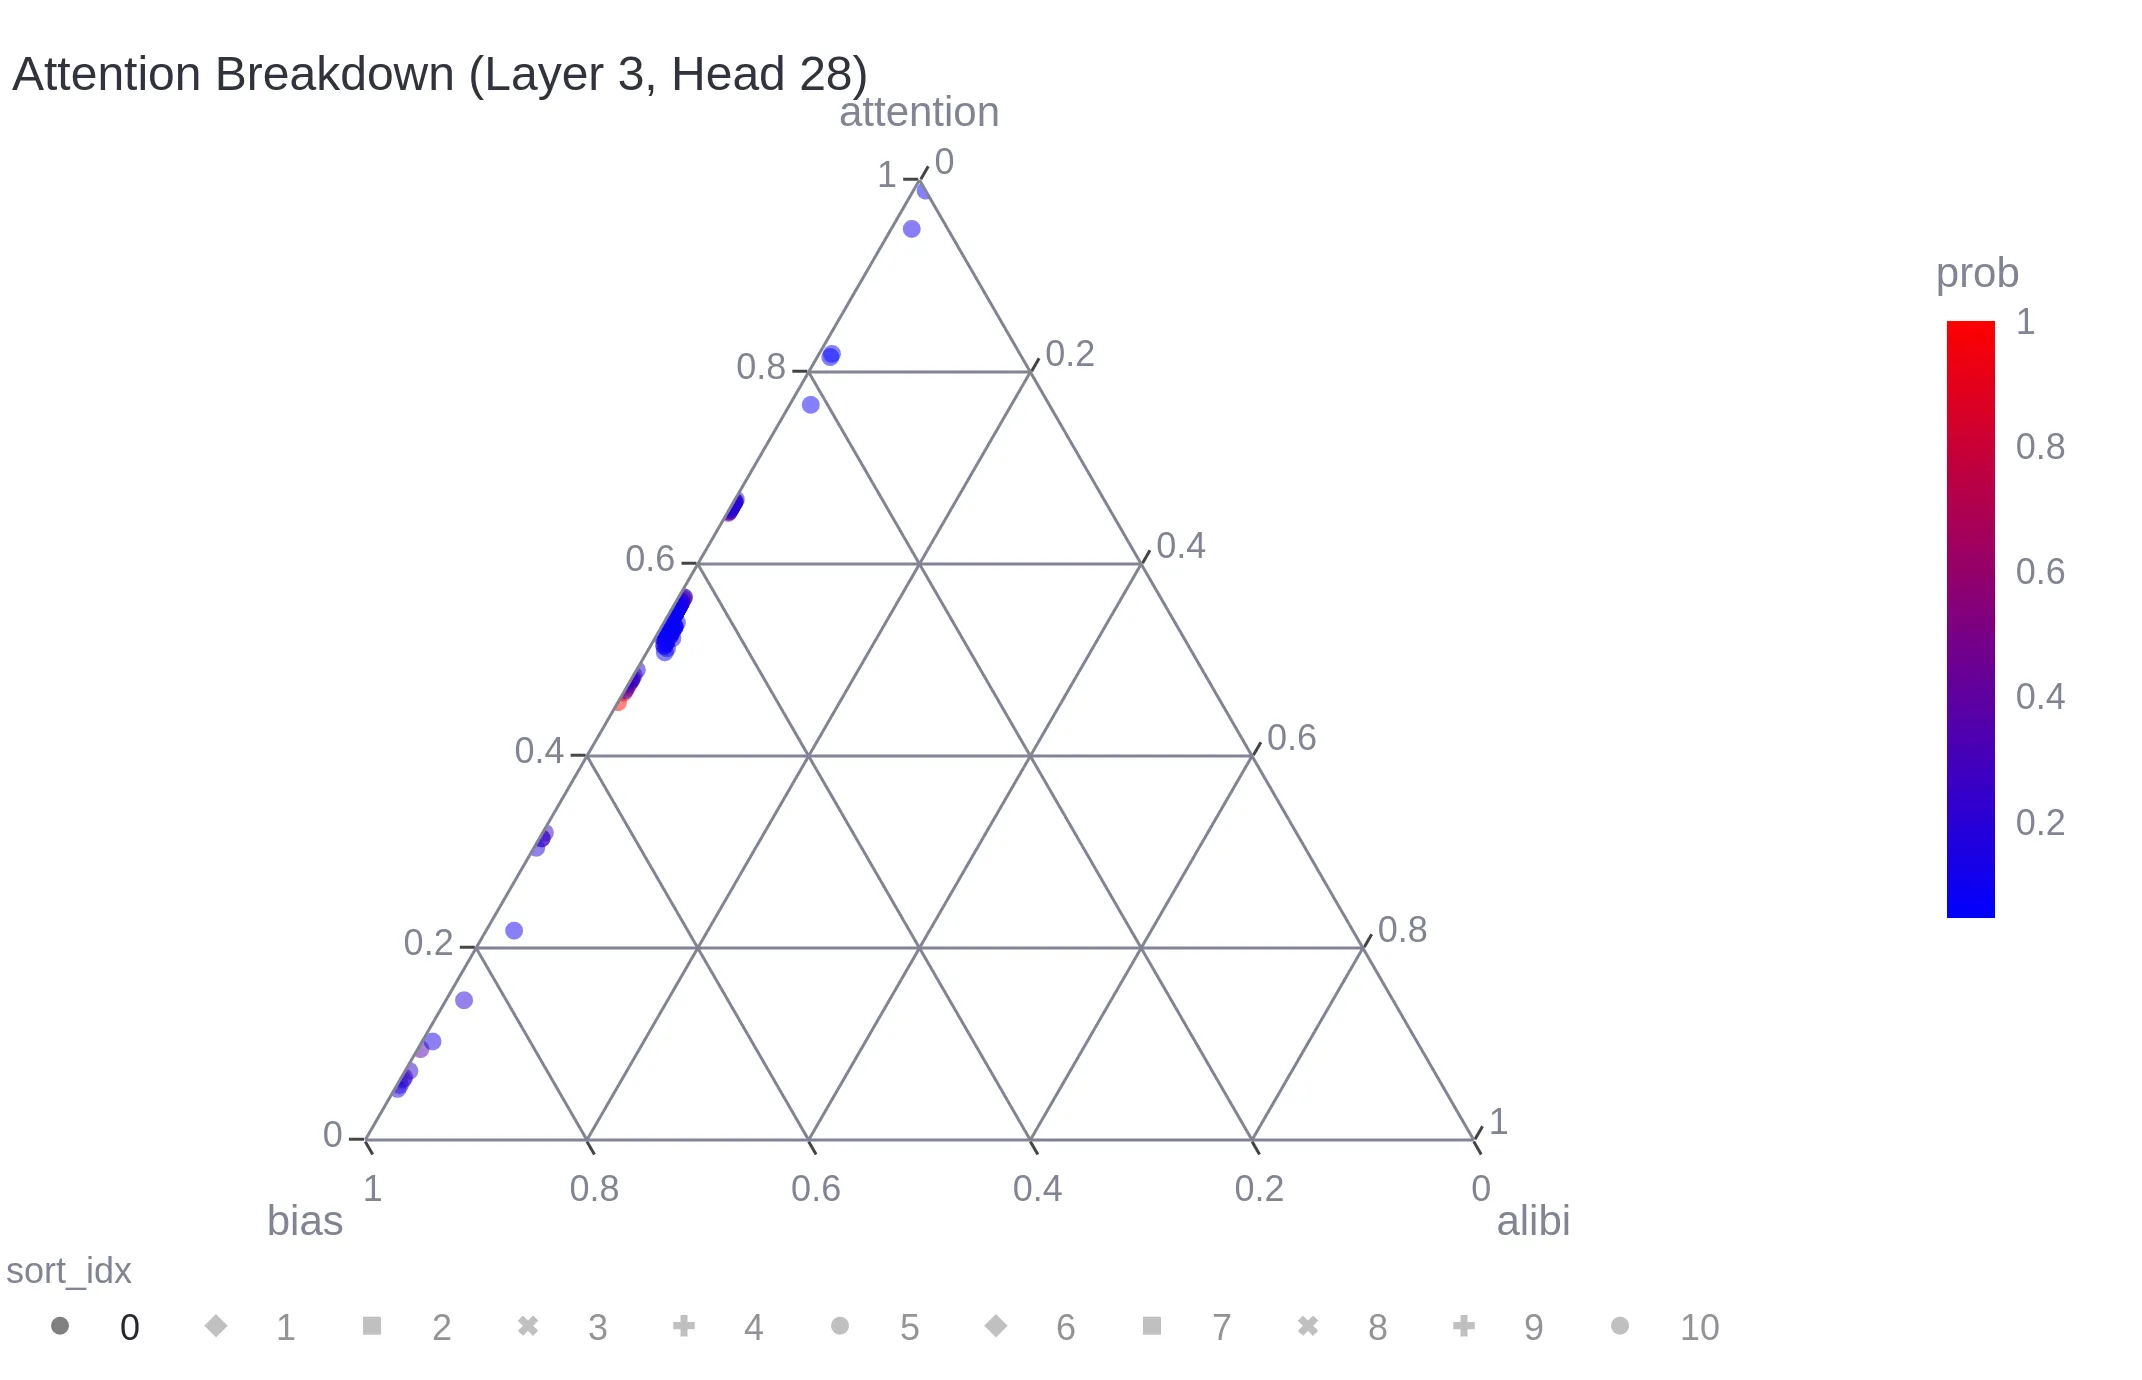 Attention Breakdown (Layer 3, Head 28)
attention
1 0
prob
1
0.8 0.2
0.8
0.6 0.4
0.6
0.4 0.6
0.4
0.2 0.8
0.2
0 1
1 0.8 0.6 0.4 0.2 0
bias alibi
sort_idx
0 1 2 3 4 5 6 7 8 9 10